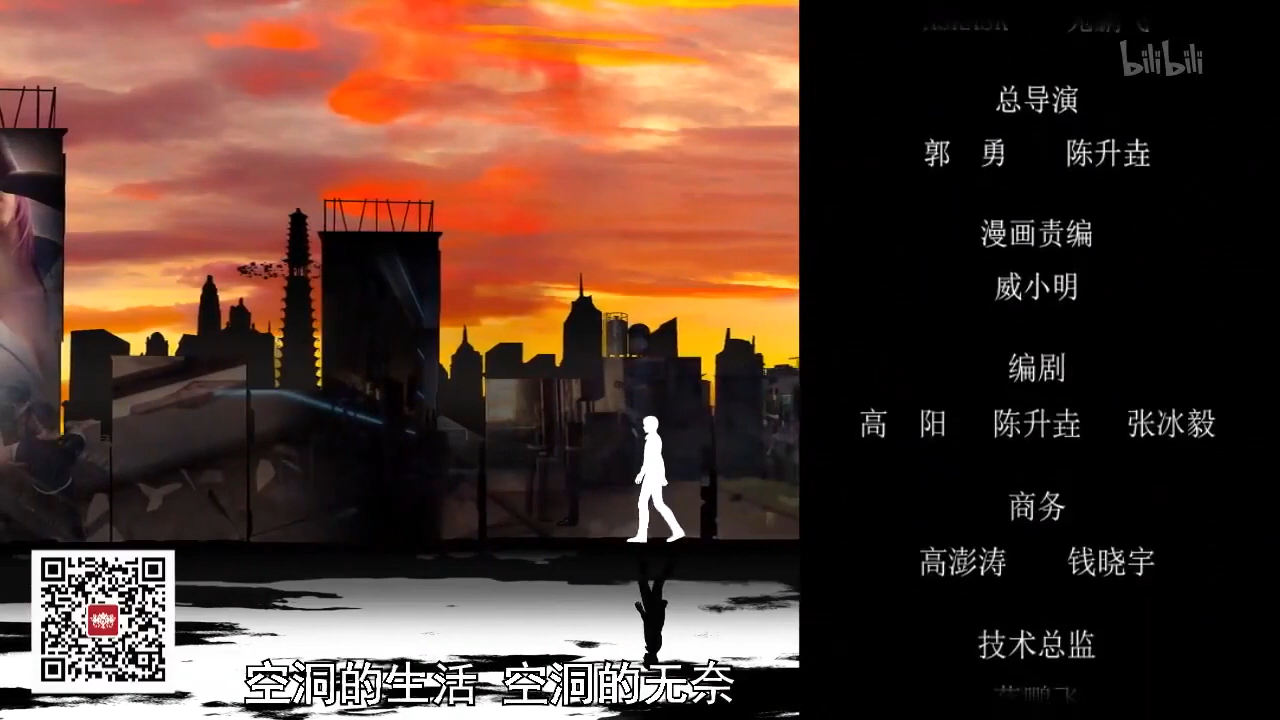 bilibili
总导演
郭 勇 陈升垚
漫画责编
威小明
编剧
高 阳 陈升垚 张冰毅
商务
高澎涛 钱晓宇
技术总监
空洞的生活 空洞的无奈